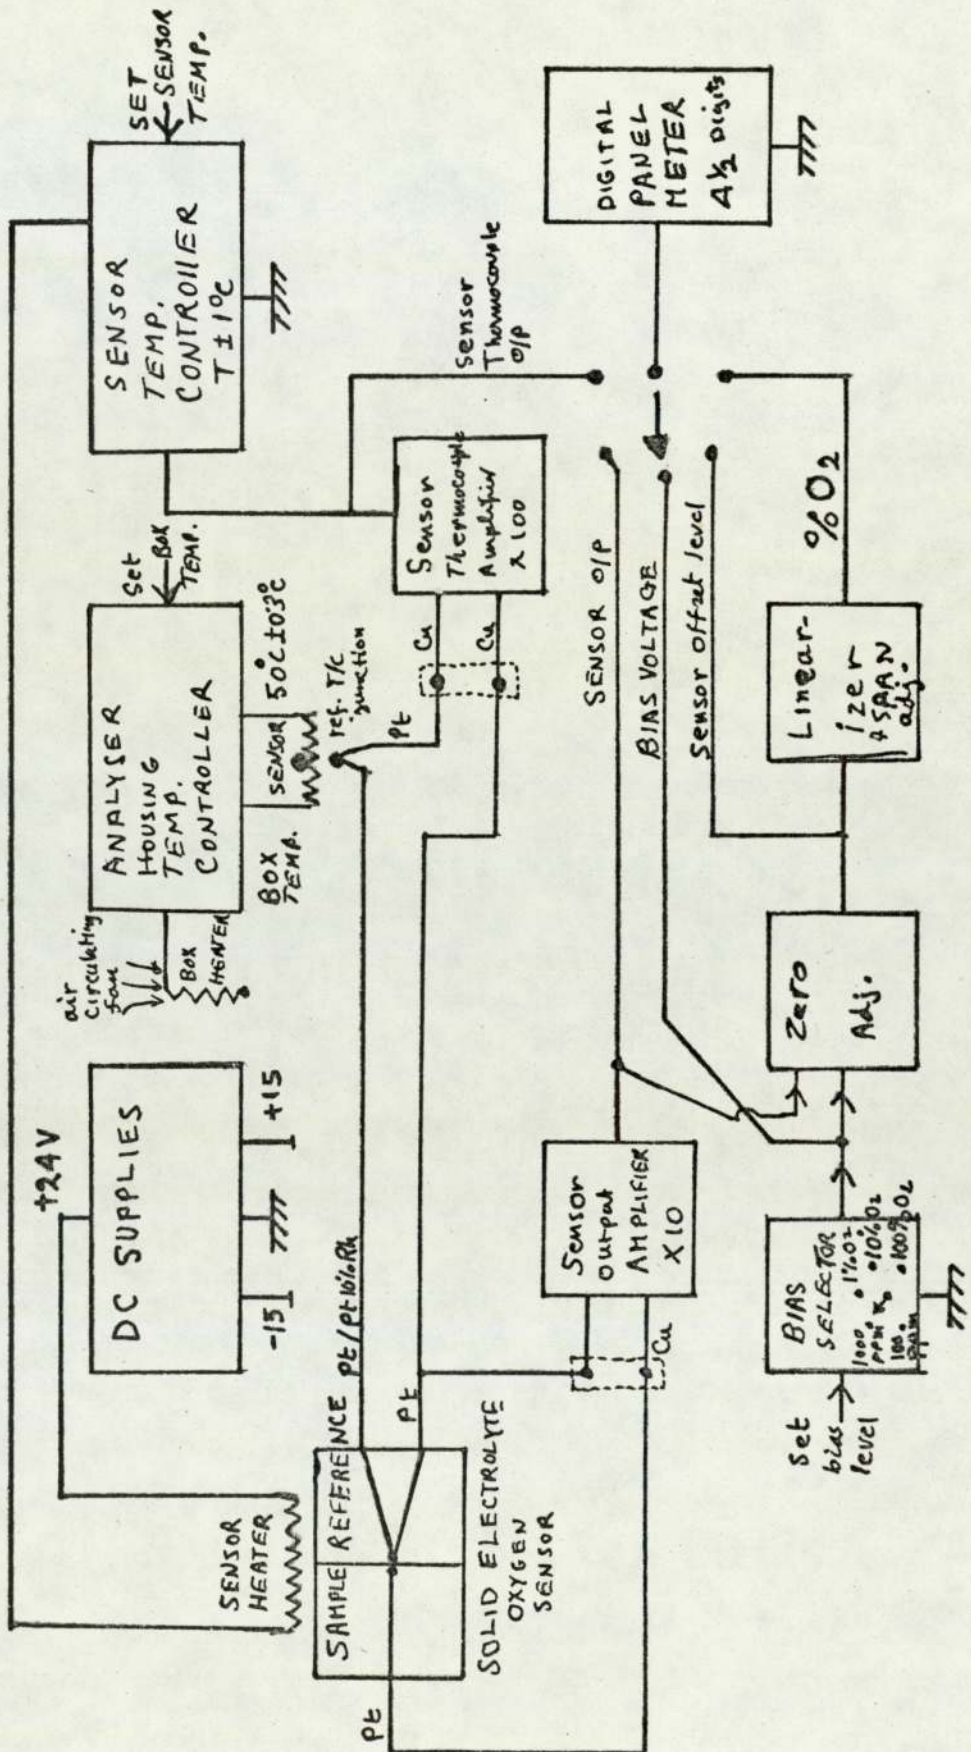 +24V
DC SUPPLIES
-15
+15
SENSOR
HEATER
air
circulating
fan
BOX
HEATER
ANALYSER
HOUSING
TEMP.
CONTROLLER
Set
BOX
TEMP.
BOX
TEMP.
SENSOR 50°C ±0.3°C
ref. T/c
junction
SENSOR
TEMP.
CONTROLLER
T ± 1°C
SET
SENSOR
TEMP.
SAMPLE
REFERENCE
Pt/Pt10%Rh
Pt
Pt
Pt
SOLID ELECTROLYTE
OXYGEN
SENSOR
Cu
Cu
Sensor
Thermocouple
Amplifier
x 100
Sensor
Thermocouple
O/P
Cu
Sensor
Output
AMPLIFIER
X10
SENSOR O/P
BIAS VOLTAGE
Sensor Offset level
DIGITAL
PANEL
METER
4½ Digits
Set
bias
level
BIAS
SELECTOR
1000
ppm
1%O2
10%O2
100
ppm
100%O2
Zero
Adj.
Linear-
izer
& SPAN
adj.
%O2